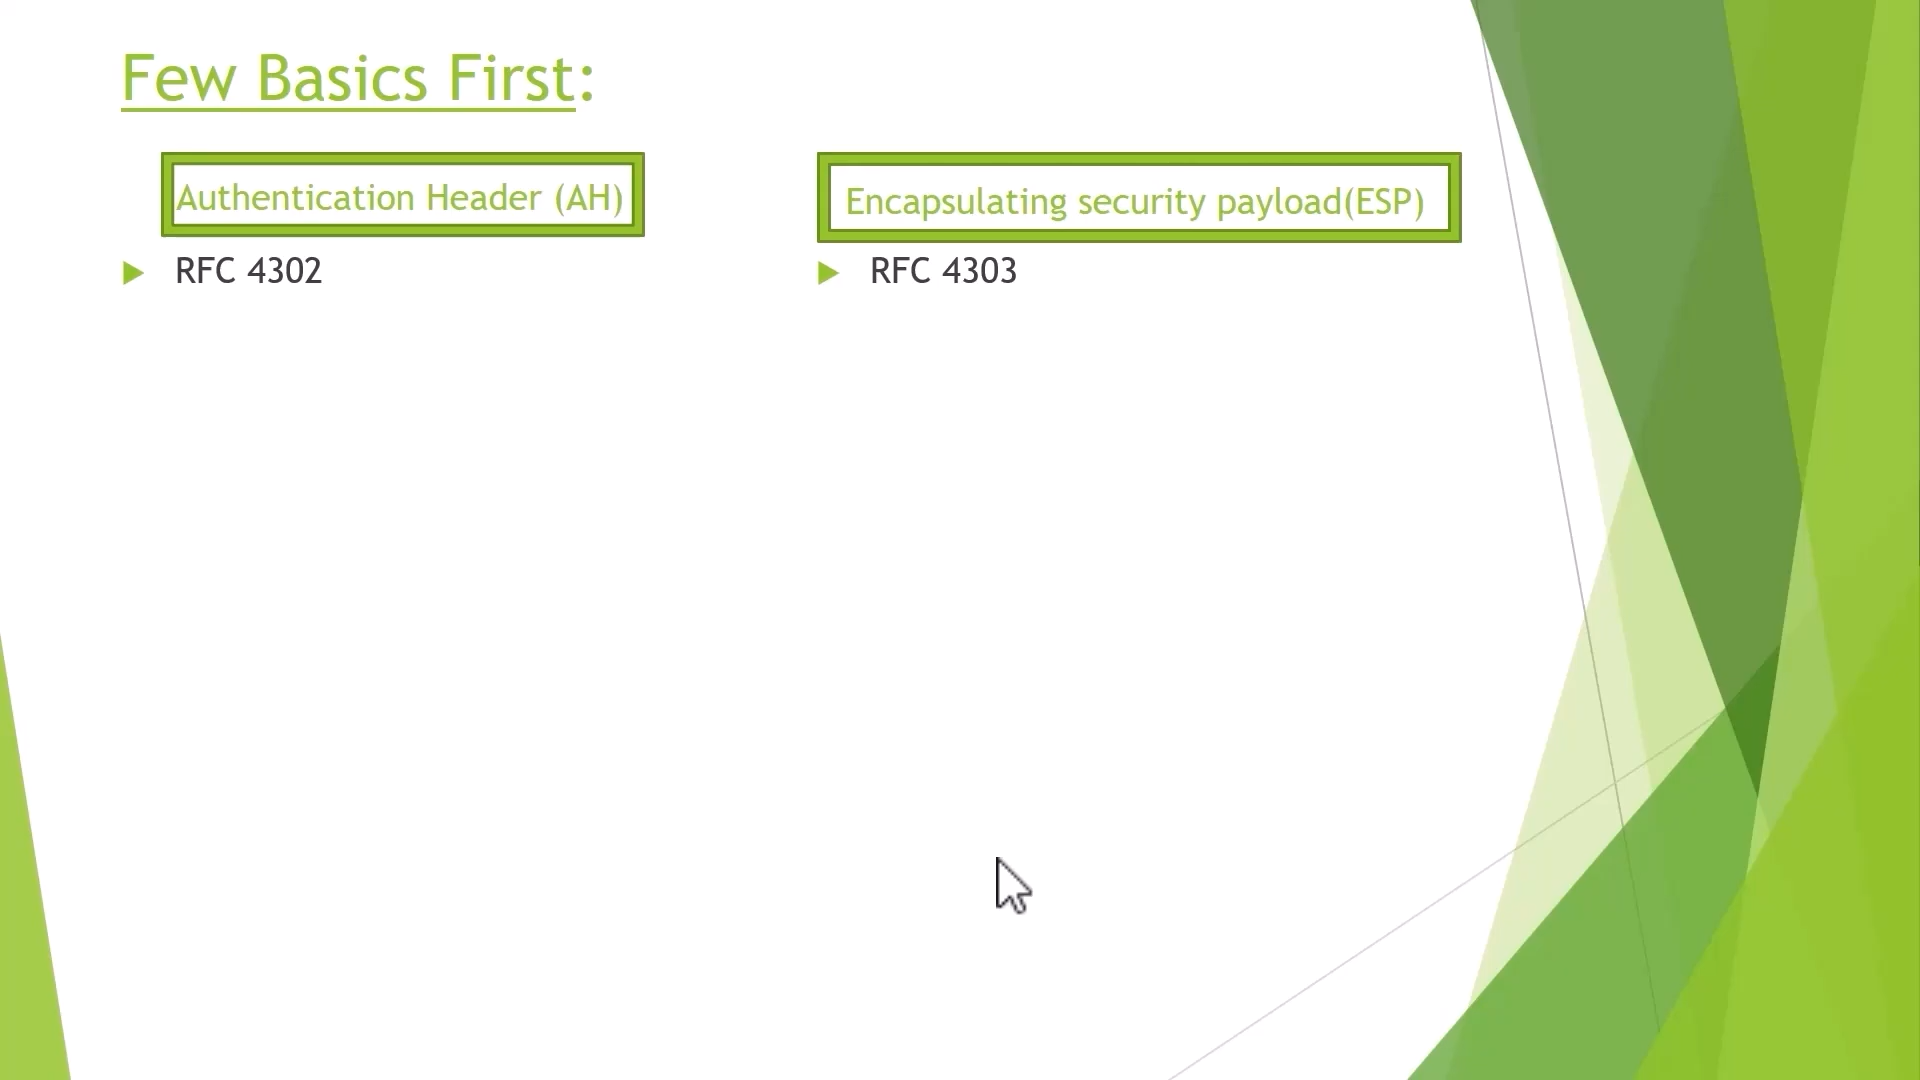 Few Basics First:
Authentication Header (AH)
RFC 4302
Encapsulating security payload(ESP)
RFC 4303